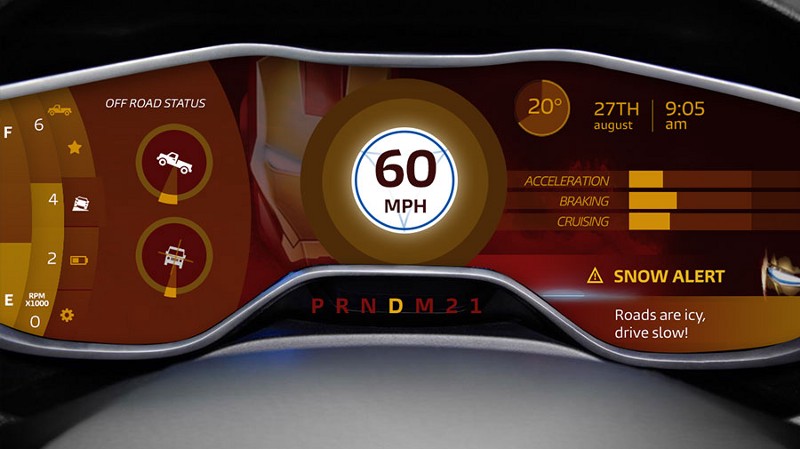 F
6
4
2
E
RPM
X1000
0
OFF ROAD STATUS
60
MPH
P R N D M 2 1
20°
27TH
august
9:05
am
ACCELERATION
BRAKING
CRUISING
SNOW ALERT
Roads are icy,
drive slow!